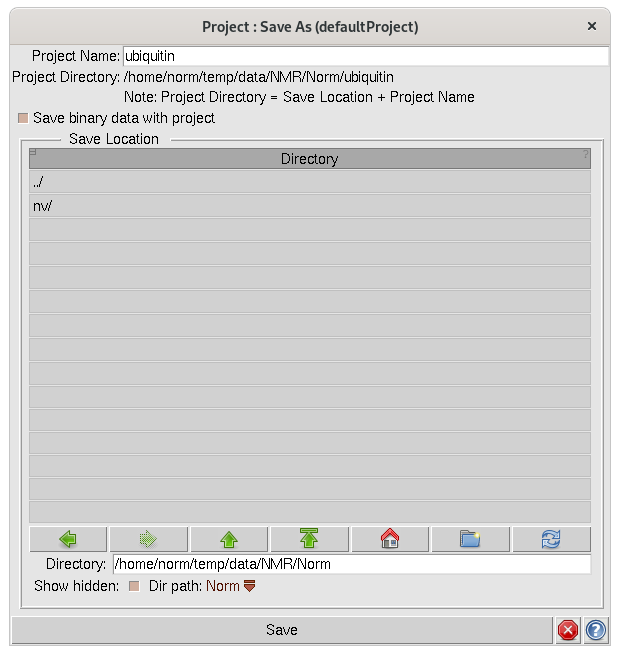 Project : Save As (defaultProject)
Project Name: ubiquitin
Project Directory: /home/norm/temp/data/NMR/Norm/ubiquitin
Note: Project Directory = Save Location + Project Name
Save binary data with project
Save Location
Directory ?
../
nv/
Directory: /home/norm/temp/data/NMR/Norm
Show hidden: Dir path: Norm
Save ?